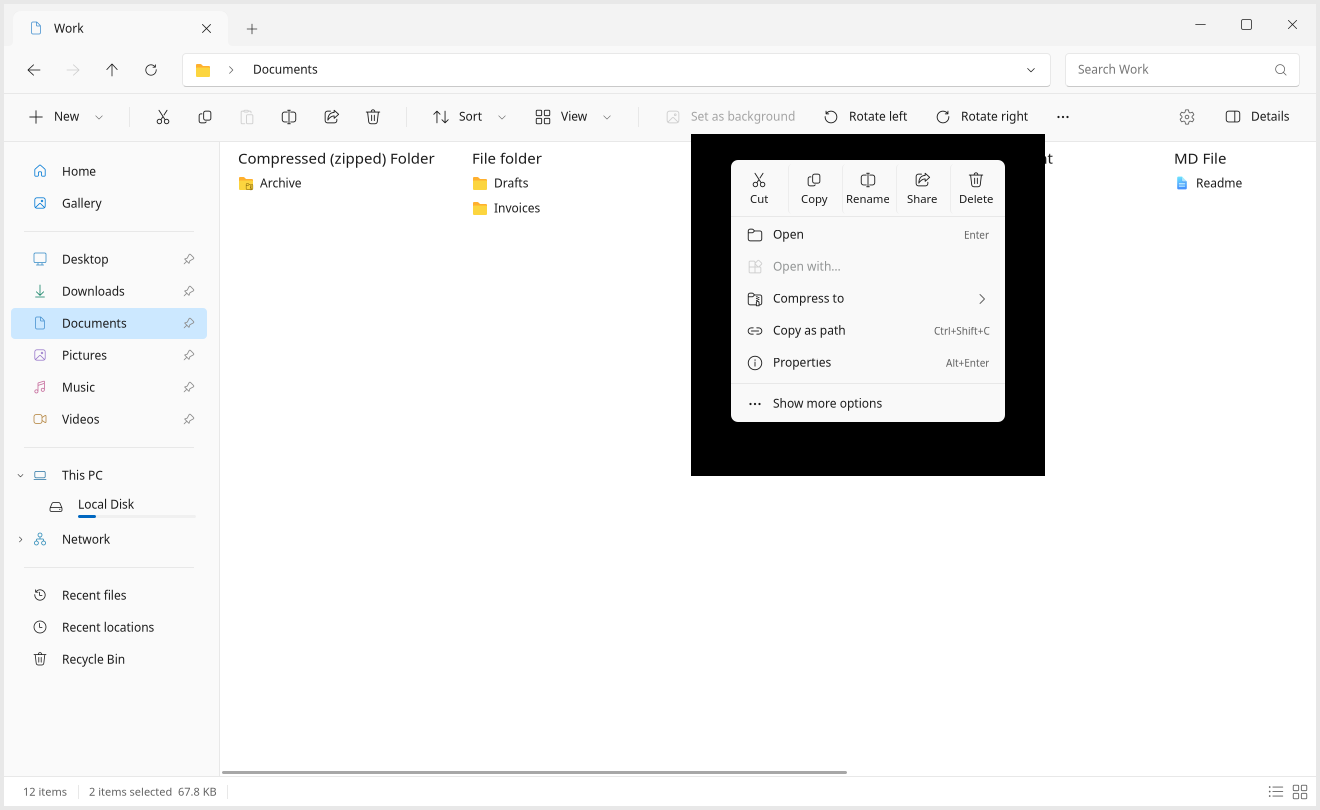 Work
Documents
Search Work
New
Sort
View
Set as background
Rotate left
Rotate right
Details
Home
Gallery
Desktop
Downloads
Documents
Pictures
Music
Videos
This PC
Local Disk
Network
Recent files
Recent locations
Recycle Bin
Compressed (zipped) Folder
Archive
File folder
Drafts
Invoices
MD File
Readme
Cut
Copy
Rename
Share
Delete
Open Enter
Open with...
Compress to
Copy as path Ctrl+Shift+C
Properties Alt+Enter
Show more options
12 items
2 items selected 67.8 KB